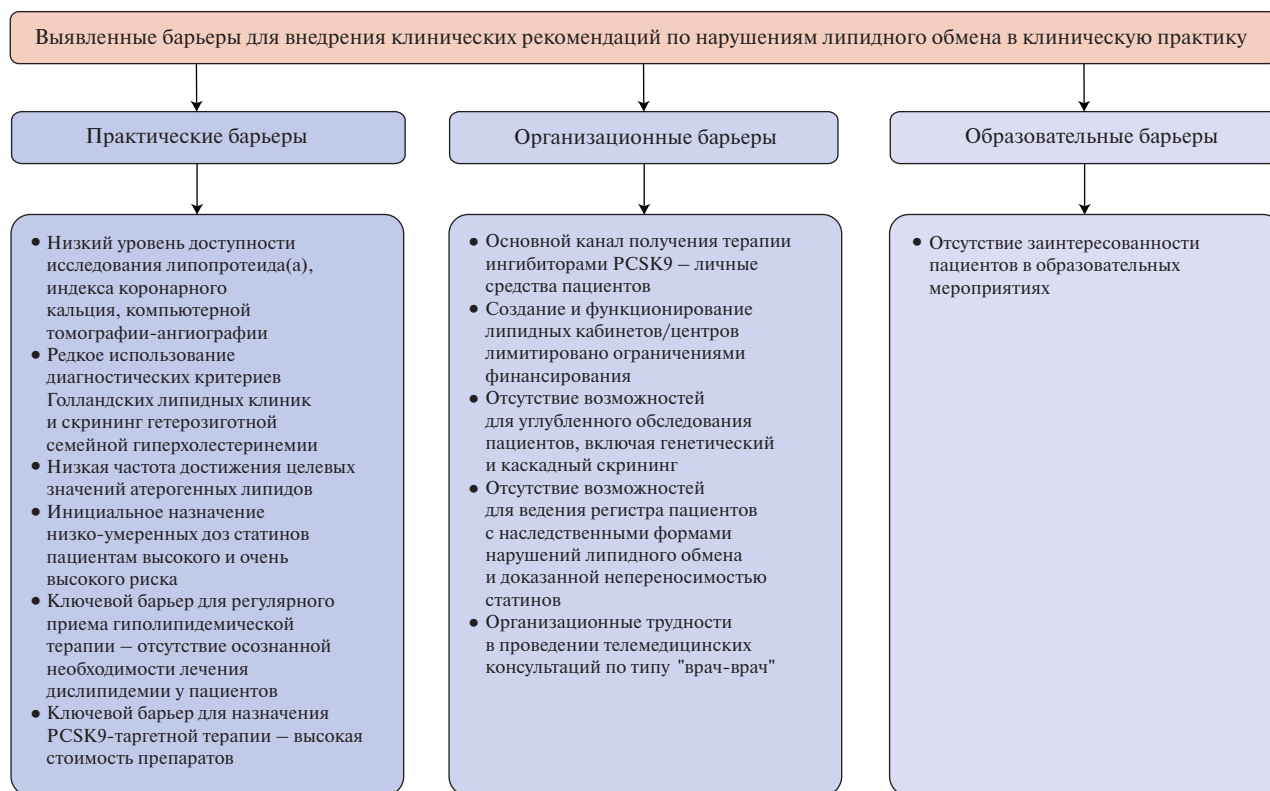 Выявленные барьеры для внедрения клинических рекомендаций по нарушениям липидного обмена в клиническую практику
Практические барьеры
● Низкий уровень доступности
исследования липопротеида(а),
индекса коронарного
кальция, компьютерной
томографии-ангиографии
● Редкое использование
диагностических критериев
Голландских липидных клиник
и скрининг гетерозиготной
семейной гиперхолестеринемии
● Низкая частота достижения целевых
значений атерогенных липидов
● Инициальное назначение
низко-умеренных доз статинов
пациентам высокого и очень
высокого риска
● Ключевой барьер для регулярного
приема гиполипидемической
терапии – отсутствие осознанной
необходимости лечения
дислипидемии у пациентов
● Ключевой барьер для назначения
PCSK9-таргетной терапии – высокая
стоимость препаратов
Организационные барьеры
● Основной канал получения терапии
ингибиторами PCSK9 – личные
средства пациентов
● Создание и функционирование
липидных кабинетов/центров
лимитировано ограничениями
финансирования
● Отсутствие возможностей
для углубленного обследования
пациентов, включая генетический
и каскадный скрининг
● Отсутствие возможностей
для ведения регистра пациентов
с наследственными формами
нарушений липидного обмена
и доказанной непереносимостью
статинов
● Организационные трудности
в проведении телемедицинских
консультаций по типу "врач-врач"
Образовательные барьеры
● Отсутствие заинтересованности
пациентов в образовательных
мероприятиях